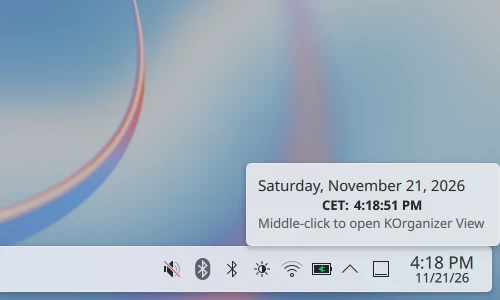 Saturday, November 21, 2026
CET: 4:18:51 PM
Middle-click to open KOrganizer View
4:18 PM
11/21/26